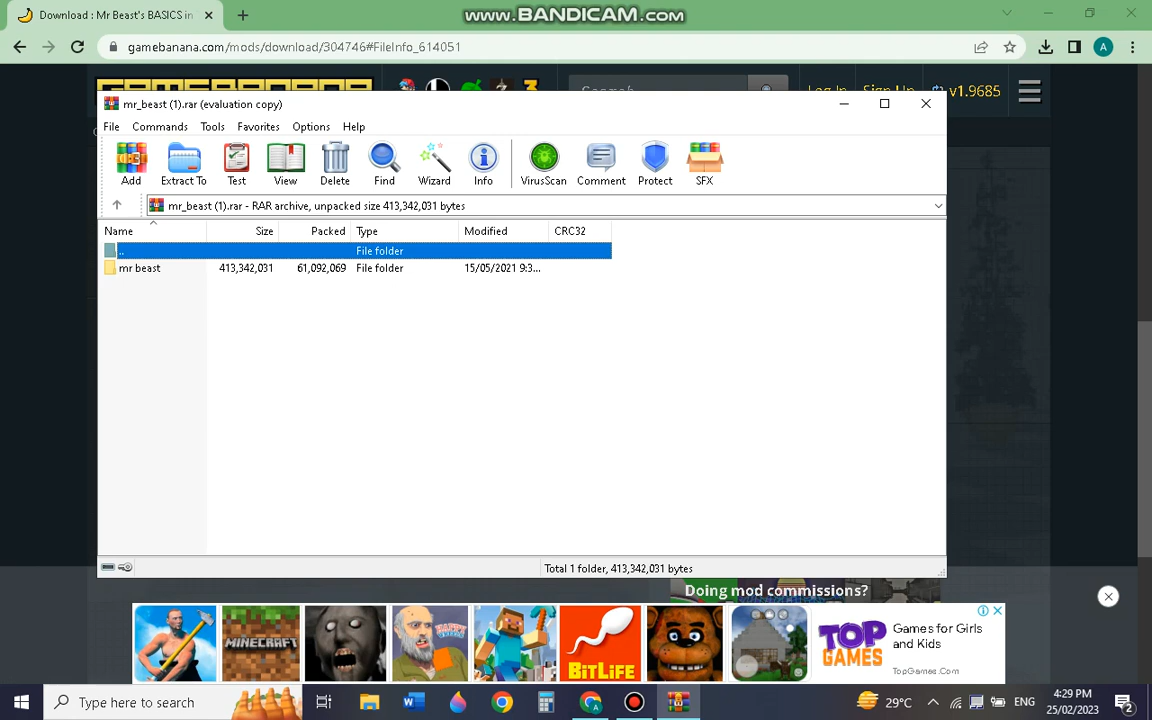 Download : Mr Beast's BASICS in
www.BANDICAM.com
gamebanana.com/mods/download/304746#FileInfo_614051
A
Log In
Sign Up
v1.9685
mr_beast (1).rar (evaluation copy)
File Commands Tools Favorites Options Help
Add Extract To Test View Delete Find Wizard Info VirusScan Comment Protect SFX
mr_beast (1).rar - RAR archive, unpacked size 413,342,031 bytes
Name Size Packed Type Modified CRC32
.. File folder
mr beast 413,342,031 61,092,069 File folder 15/05/2021 9:3...
Total 1 folder, 413,342,031 bytes
Doing mod commissions?
MINECRAFT
BITLIFE
TOP GAMES
Games for Girls
and Kids
TopGames.Com
Type here to search
29°C
ENG
4:29 PM
25/02/2023
2